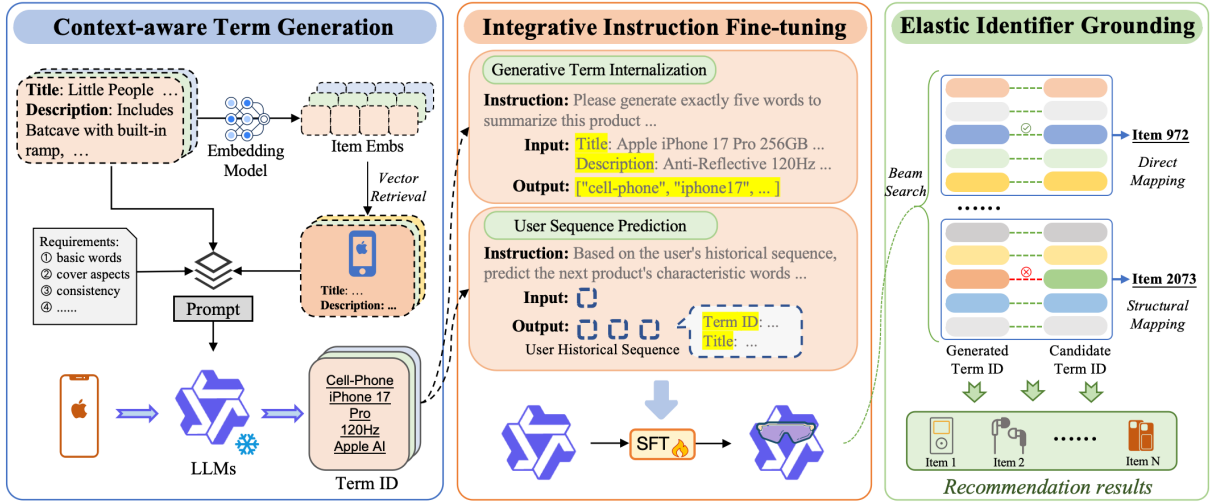 Context-aware Term Generation
Title: Little People …
Description: Includes
Batcave with built-in
ramp, …
Embedding
Model
Item Embs
Vector
Retrieval
Requirements:
① basic words
② cover aspects
③ consistency
④ ……
Title: …
Description: ...
Prompt
LLMs
Cell-Phone
iPhone 17
Pro
120Hz
Apple AI
Term ID
Integrative Instruction Fine-tuning
Generative Term Internalization
Instruction: Please generate exactly five words to
summarize this product ...
Input: Title: Apple iPhone 17 Pro 256GB ...
Description: Anti-Reflective 120Hz ...
Output: ["cell-phone", "iphone17", ... ]
User Sequence Prediction
Instruction: Based on the user's historical sequence,
predict the next product's characteristic words ...
Input:
Output:
User Historical Sequence
Term ID: ...
Title: ...
SFT
Elastic Identifier Grounding
Beam
Search
Item 972
Direct
Mapping
……
Item 2073
Structural
Mapping
Generated
Term ID
Candidate
Term ID
Item 1
Item 2
……
Item N
Recommendation results